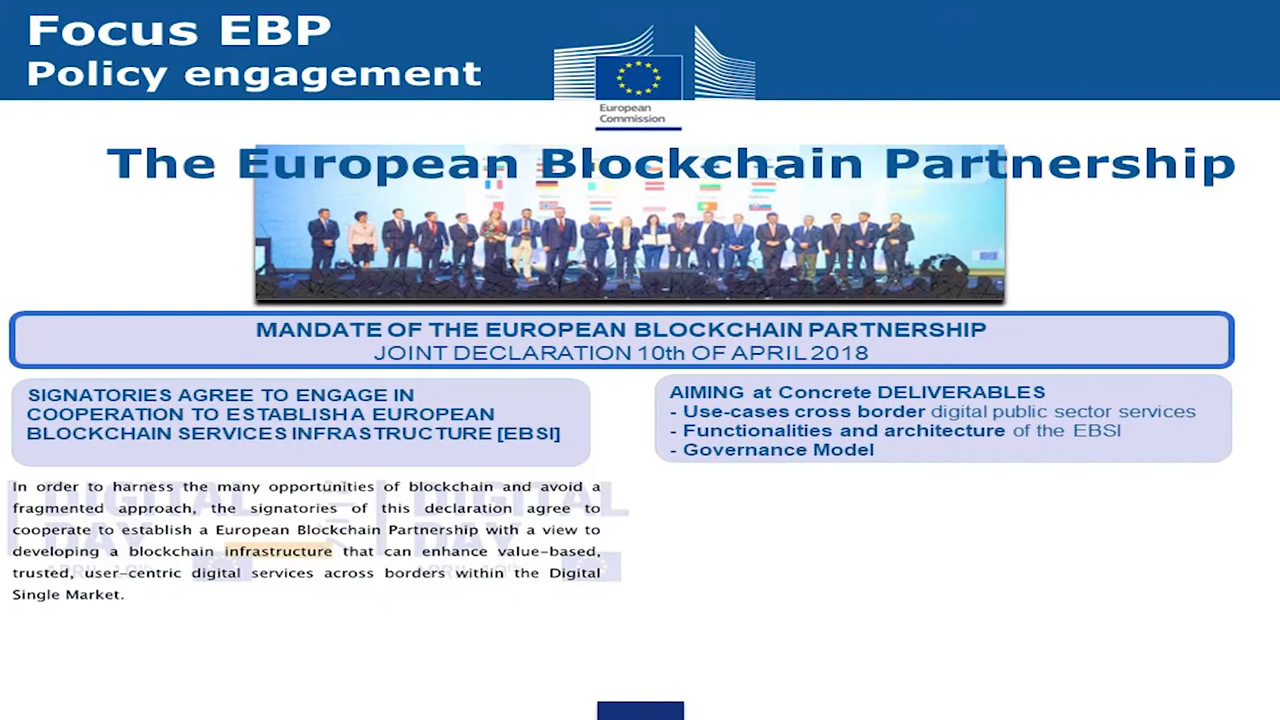 Focus EBP
Policy engagement
European
Commission
The European Blockchain Partnership
MANDATE OF THE EUROPEAN BLOCKCHAIN PARTNERSHIP
JOINT DECLARATION 10th OF APRIL 2018
SIGNATORIES AGREE TO ENGAGE IN
COOPERATION TO ESTABLISH A EUROPEAN
BLOCKCHAIN SERVICES INFRASTRUCTURE [EBSI]
AIMING at Concrete DELIVERABLES
- Use-cases cross border digital public sector services
- Functionalities and architecture of the EBSI
- Governance Model
In order to harness the many opportunities of blockchain and avoid a
fragmented approach, the signatories of this declaration agree to
cooperate to establish a European Blockchain Partnership with a view to
developing a blockchain infrastructure that can enhance value-based,
trusted, user-centric digital services across borders within the Digital
Single Market.
DIGITAL
DAY
DIGITAL
DAY